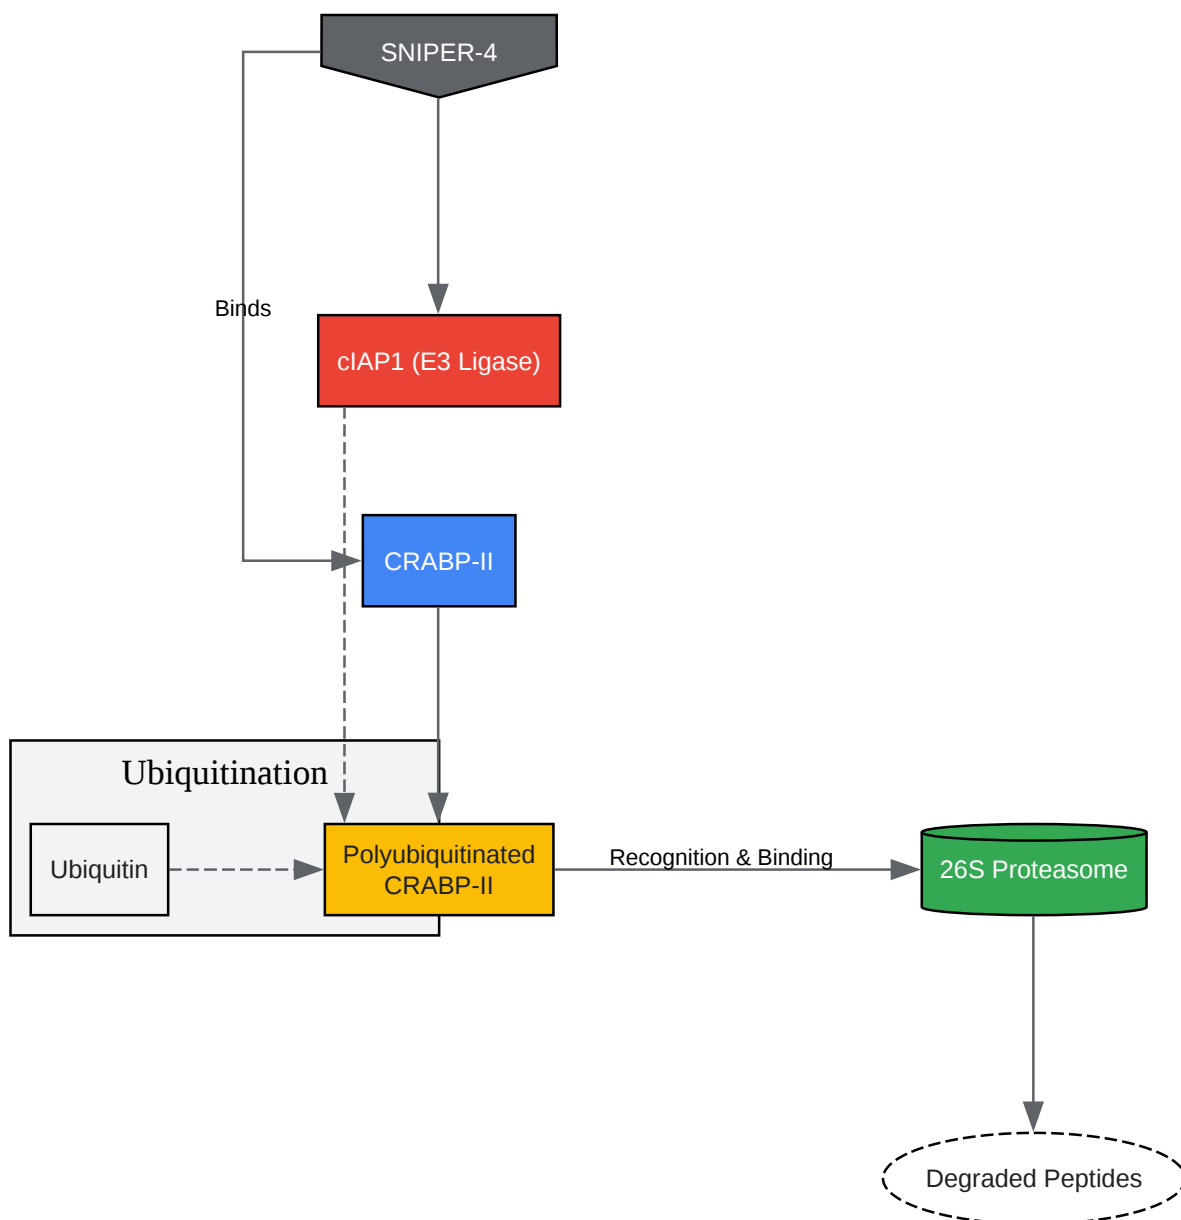 SNIPER-4
Binds
cIAP1 (E3 Ligase)
CRABP-II
Ubiquitination
Ubiquitin
Polyubiquitinated
CRABP-II
Recognition & Binding
26S Proteasome
Degraded Peptides